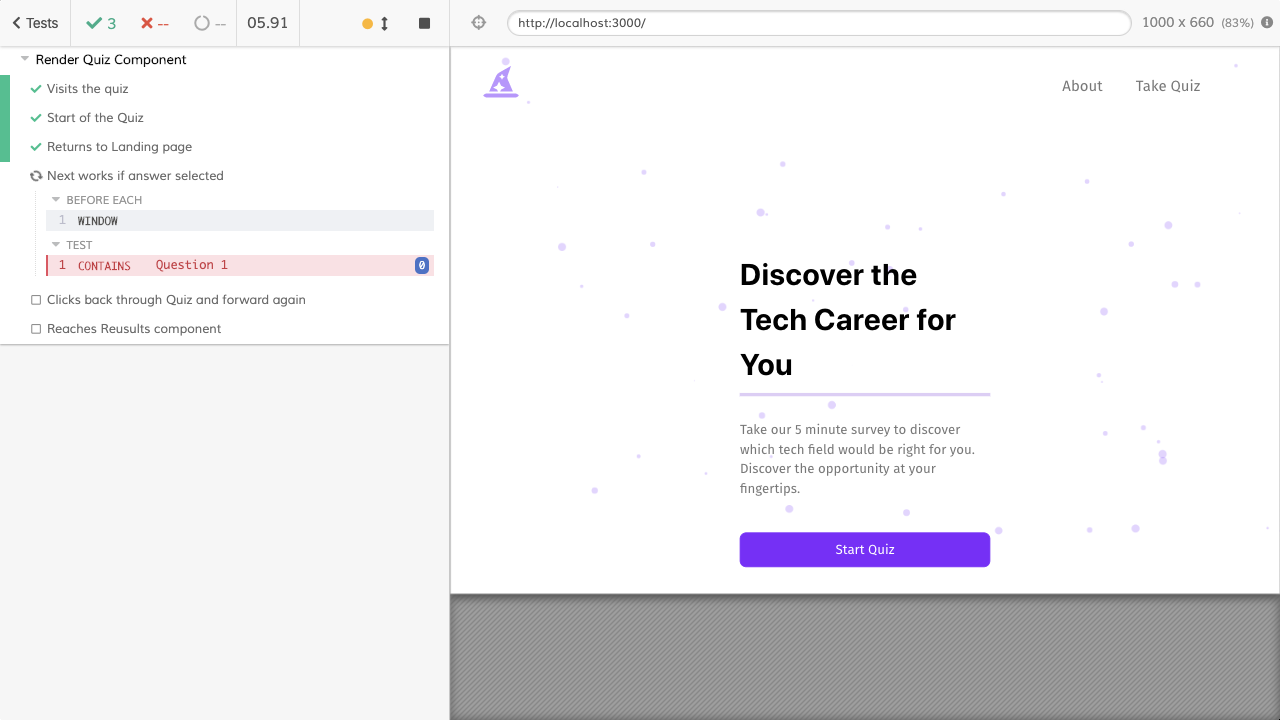 Tests
3
--
--
05.91
http://localhost:3000/
1000 x 660 (83%)
Render Quiz Component
Visits the quiz
Start of the Quiz
Returns to Landing page
Next works if answer selected
BEFORE EACH
1 WINDOW
TEST
1 CONTAINS Question 1 0
Clicks back through Quiz and forward again
Reaches Reusults component
About
Take Quiz
Discover the
Tech Career for
You
Take our 5 minute survey to discover
which tech field would be right for you.
Discover the opportunity at your
fingertips.
Start Quiz